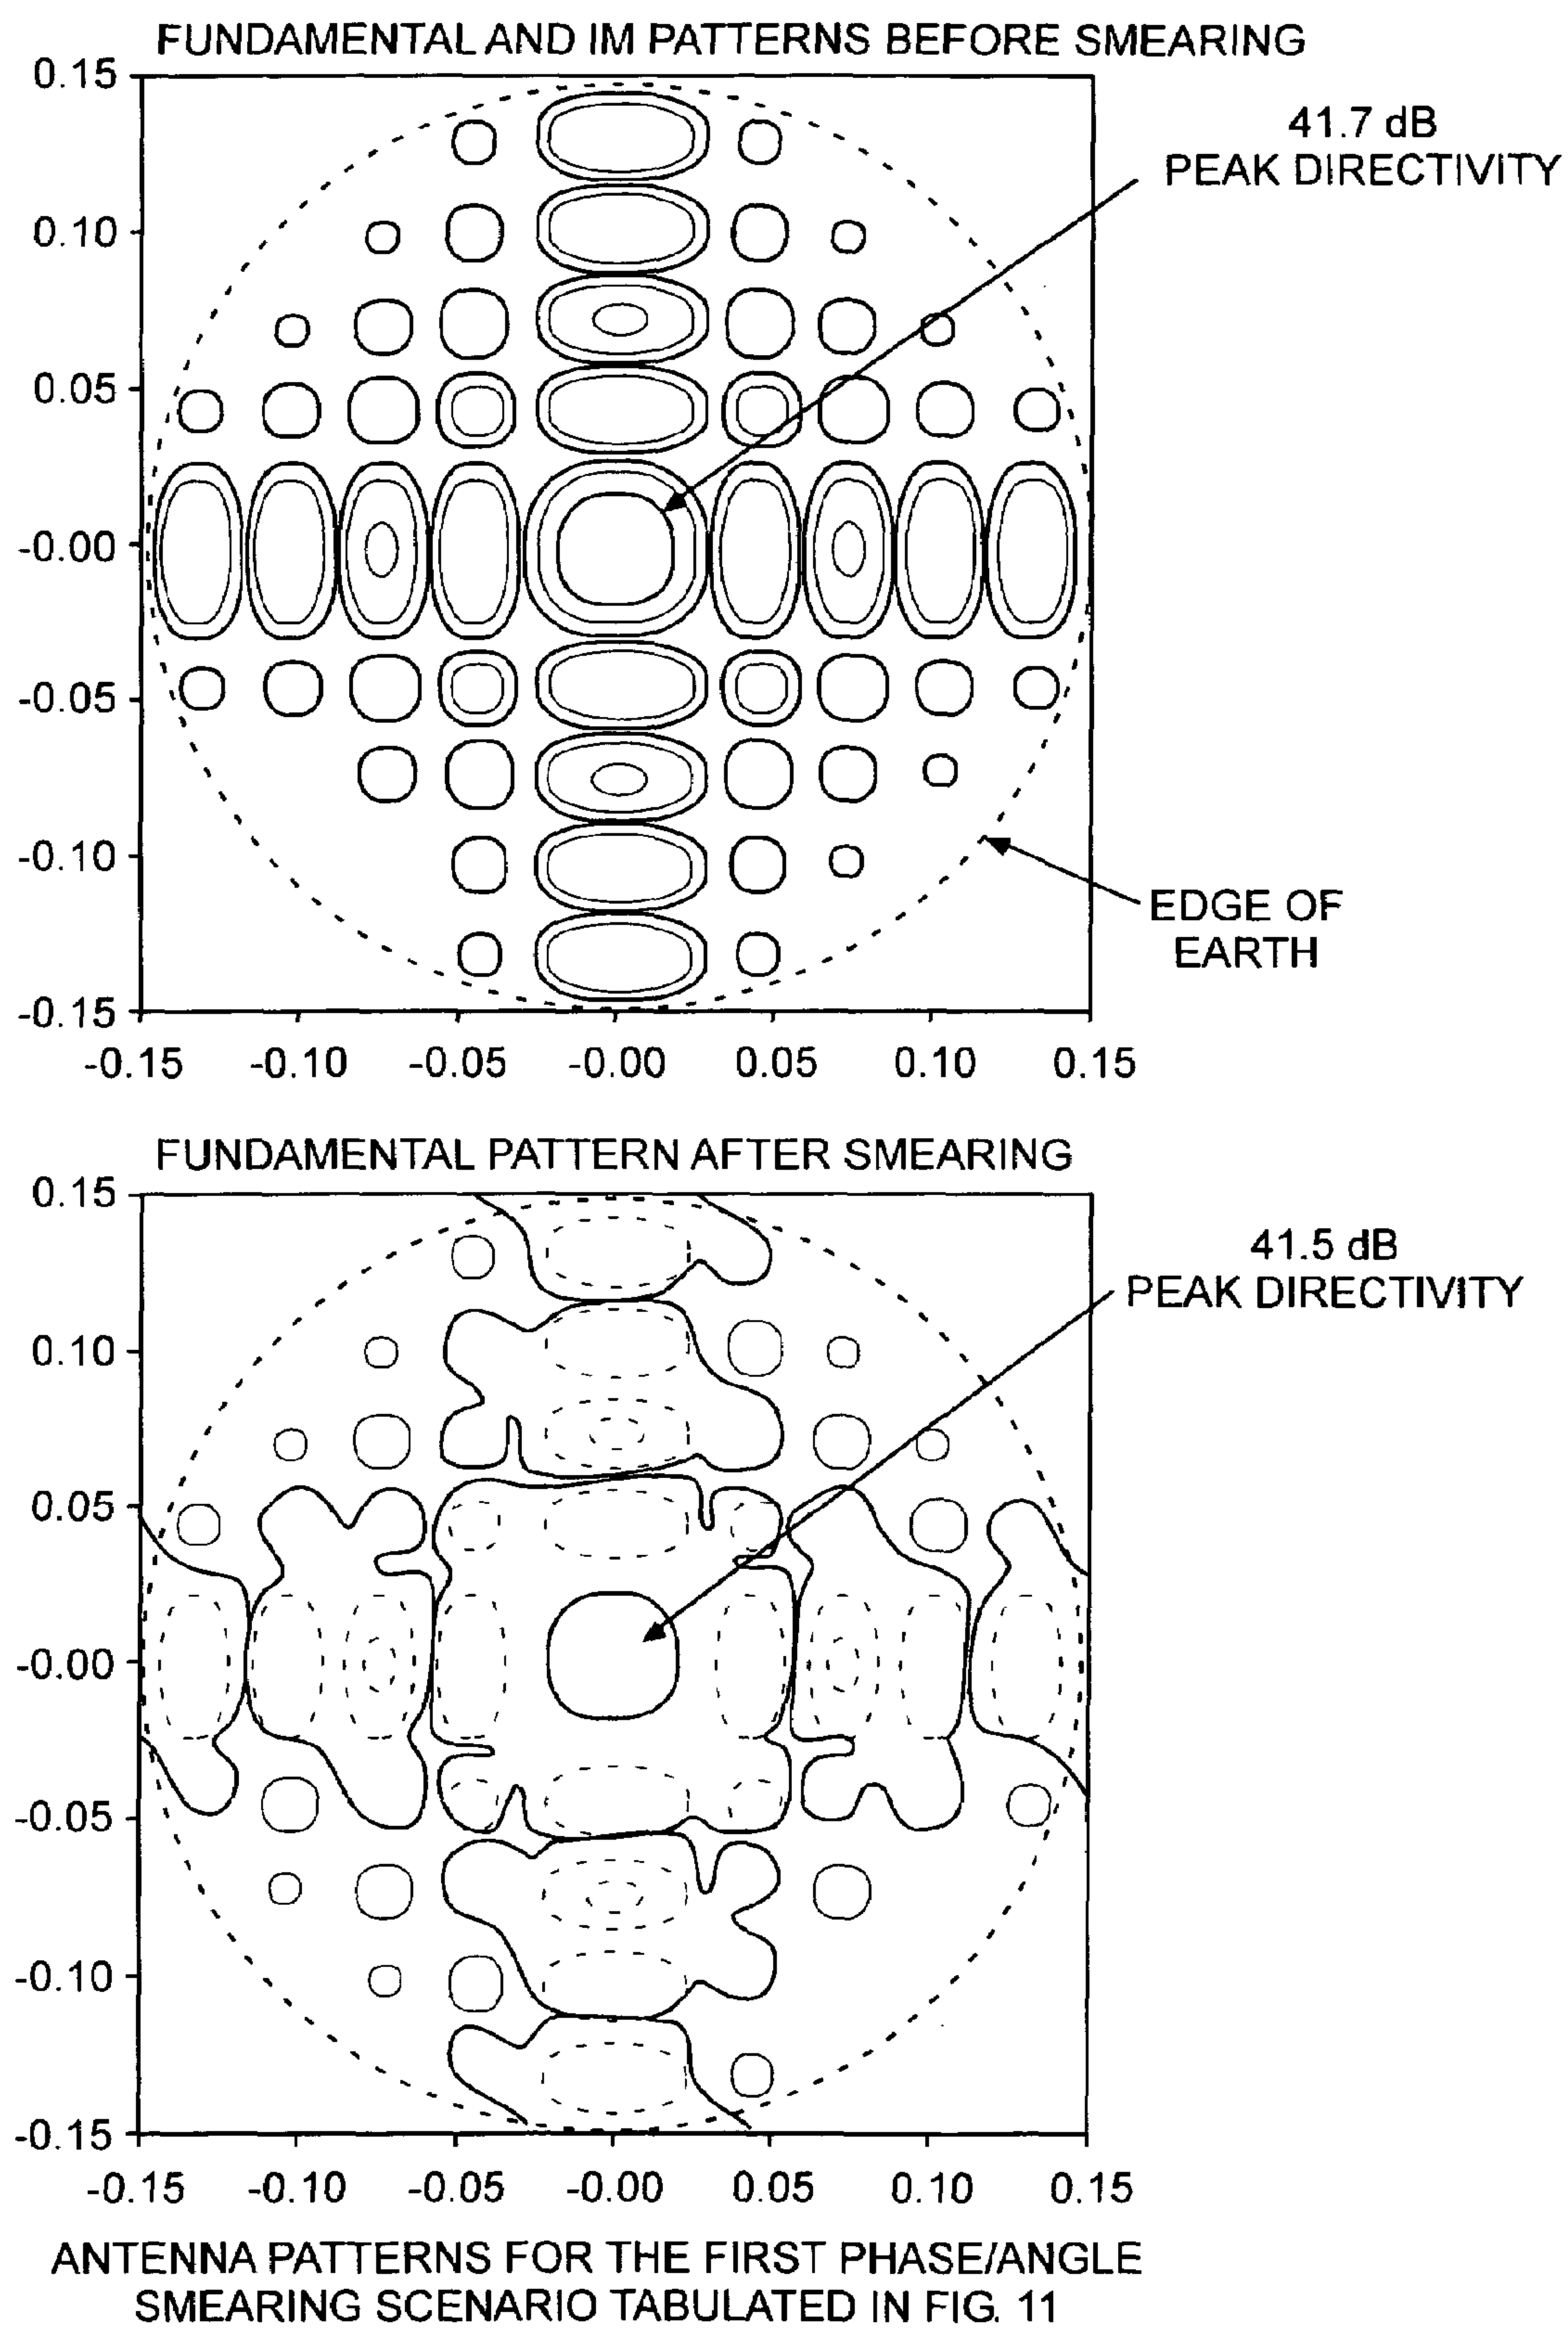 FUNDAMENTAL AND IM PATTERNS BEFORE SMEARING
0.15
0.10
0.05
-0.00
-0.05
-0.10
-0.15
-0.15 -0.10 -0.05 -0.00 0.05 0.10 0.15
41.7 dB
PEAK DIRECTIVITY
EDGE OF
EARTH
FUNDAMENTAL PATTERN AFTER SMEARING
0.15
0.10
0.05
-0.00
-0.05
-0.10
-0.15
-0.15 -0.10 -0.05 -0.00 0.05 0.10 0.15
41.5 dB
PEAK DIRECTIVITY
ANTENNA PATTERNS FOR THE FIRST PHASE/ANGLE
SMEARING SCENARIO TABULATED IN FIG. 11